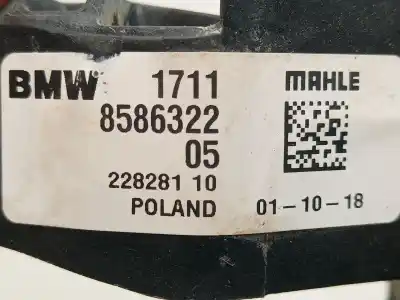 BMW 1711 MAHLE
8586322
05
228281 10
POLAND 01-10-18